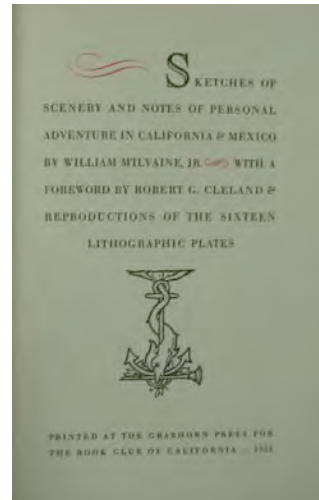 SKETCHES OF
SCENERY AND NOTES OF PERSONAL
ADVENTURE IN CALIFORNIA & MEXICO
BY WILLIAM MILVAINE, JR. WITH A
FOREWORD BY ROBERT G. CLELAND &
REPRODUCTIONS OF THE SIXTEEN
LITHOGRAPHIC PLATES
PRINTED AT THE GRABHORN PRESS FOR
THE BOOK CLUB OF CALIFORNIA